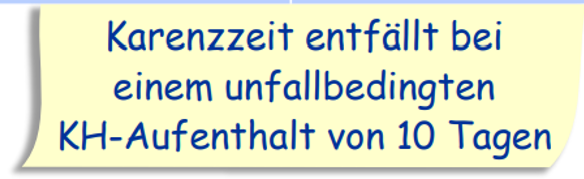 Karenzzeit entfällt bei
einem unfallbedingten
KH-Aufenthalt von 10 Tagen